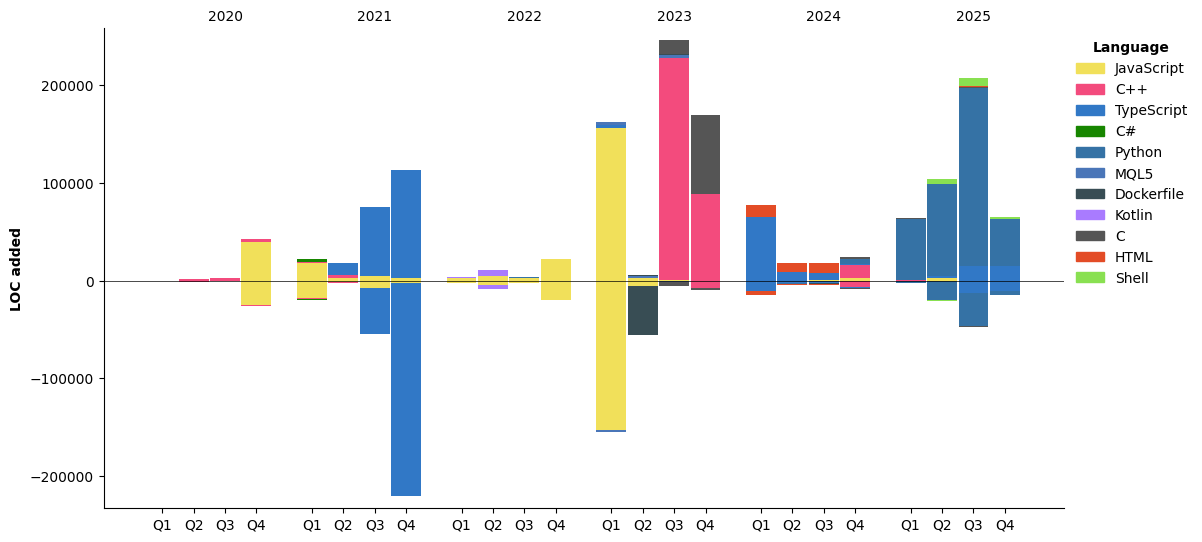 2020 2021 2022 2023 2024 2025
Language
JavaScript
C++
TypeScript
C#
Python
MQL5
Dockerfile
Kotlin
C
HTML
Shell
LOC added
200000
100000
0
−100000
−200000
Q1 Q2 Q3 Q4 Q1 Q2 Q3 Q4 Q1 Q2 Q3 Q4 Q1 Q2 Q3 Q4 Q1 Q2 Q3 Q4 Q1 Q2 Q3 Q4